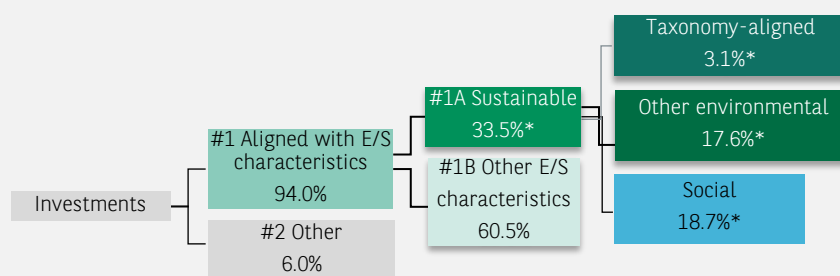 Investments
#1 Aligned with E/S
characteristics
94.0%
#2 Other
6.0%
#1A Sustainable
33.5%*
#1B Other E/S
characteristics
60.5%
Taxonomy-aligned
3.1%*
Other environmental
17.6%*
Social
18.7%*